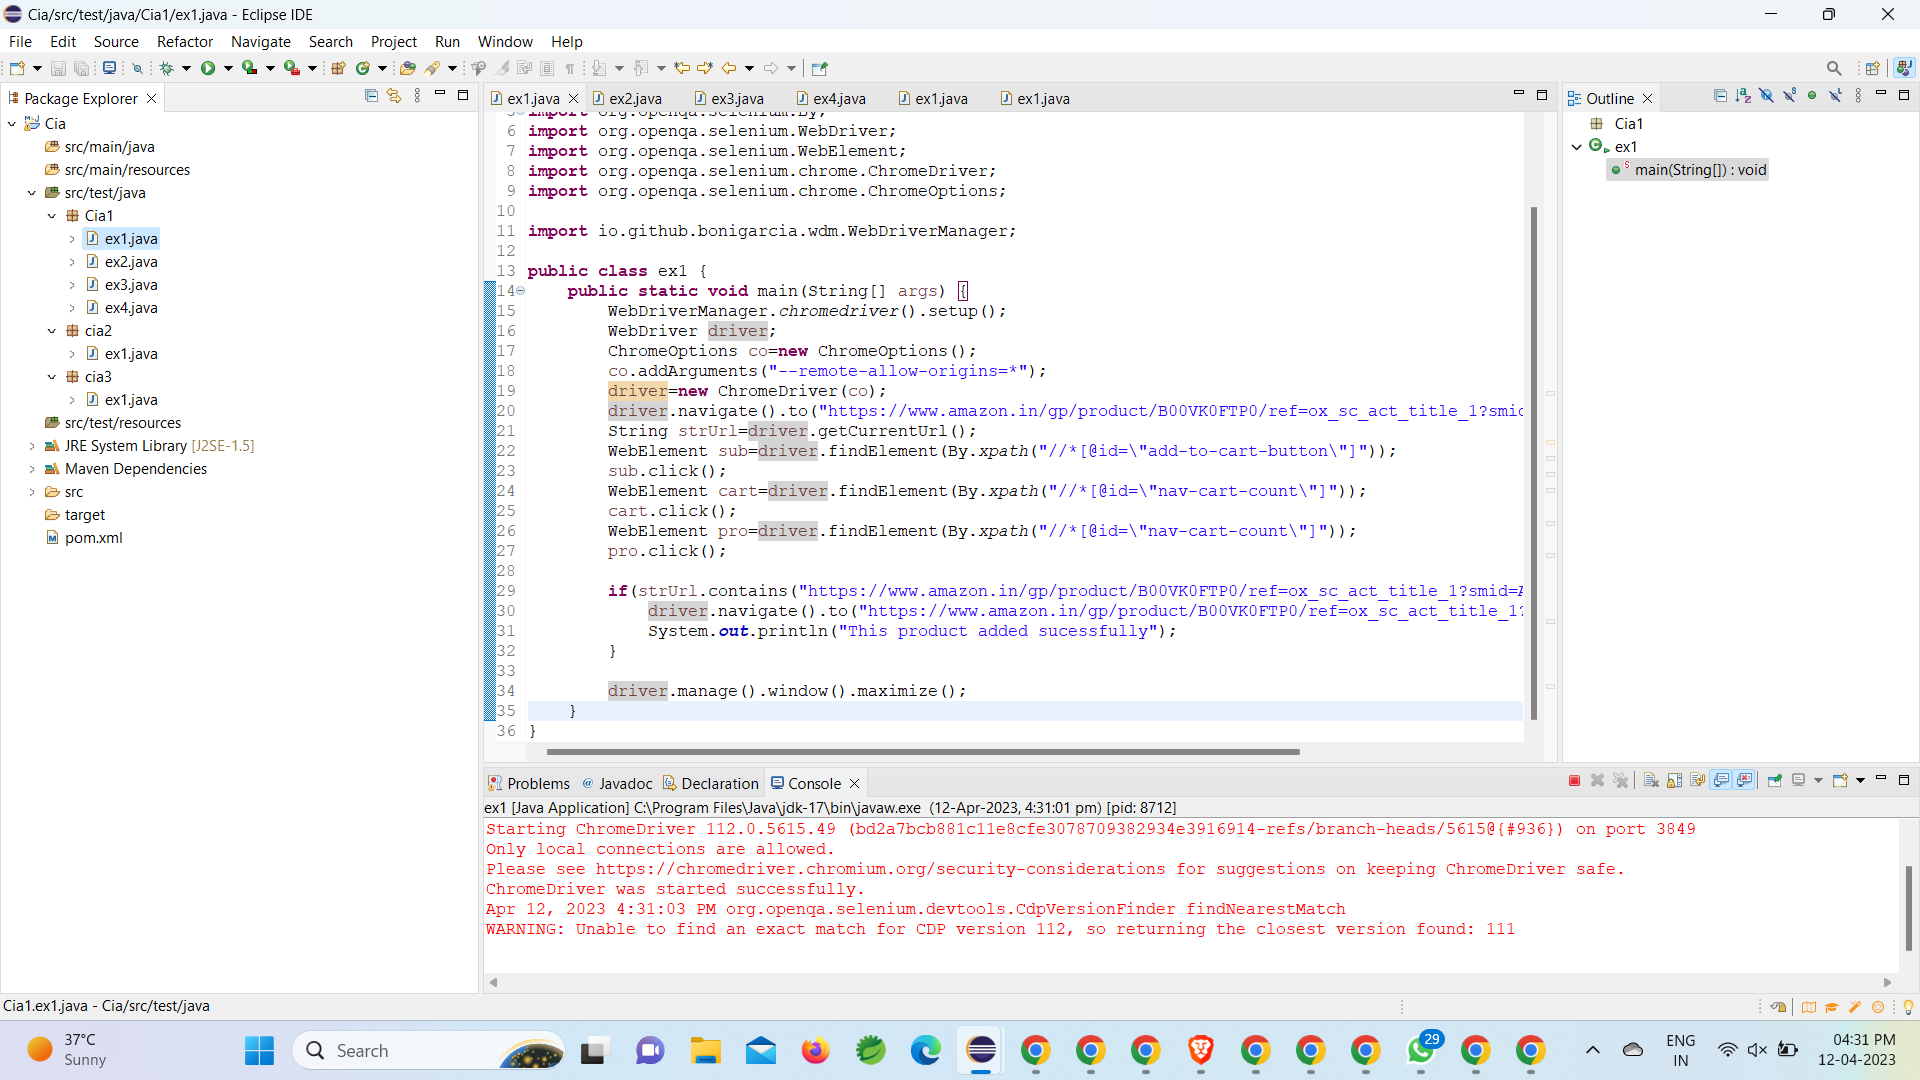 Cia/src/test/java/Cia1/ex1.java - Eclipse IDE
File Edit Source Refactor Navigate Search Project Run Window Help
Package Explorer
Cia
src/main/java
src/main/resources
src/test/java
Cia1
ex1.java
ex2.java
ex3.java
ex4.java
cia2
ex1.java
cia3
ex1.java
src/test/resources
JRE System Library [J2SE-1.5]
Maven Dependencies
src
target
pom.xml
ex1.java ex2.java ex3.java ex4.java ex1.java ex1.java
5 import org.openqa.selenium.By;
6 import org.openqa.selenium.WebDriver;
7 import org.openqa.selenium.WebElement;
8 import org.openqa.selenium.chrome.ChromeDriver;
9 import org.openqa.selenium.chrome.ChromeOptions;
10
11 import io.github.bonigarcia.wdm.WebDriverManager;
12
13 public class ex1 {
14 public static void main(String[] args) {
15 WebDriverManager.chromedriver().setup();
16 WebDriver driver;
17 ChromeOptions co=new ChromeOptions();
18 co.addArguments("--remote-allow-origins=*");
19 driver=new ChromeDriver(co);
20 driver.navigate().to("https://www.amazon.in/gp/product/B00VK0FTP0/ref=ox_sc_act_title_1?smid
21 String strUrl=driver.getCurrentUrl();
22 WebElement sub=driver.findElement(By.xpath("//*[@id=\"add-to-cart-button\"]"));
23 sub.click();
24 WebElement cart=driver.findElement(By.xpath("//*[@id=\"nav-cart-count\"]"));
25 cart.click();
26 WebElement pro=driver.findElement(By.xpath("//*[@id=\"nav-cart-count\"]"));
27 pro.click();
28
29 if(strUrl.contains("https://www.amazon.in/gp/product/B00VK0FTP0/ref=ox_sc_act_title_1?smid=A
30 driver.navigate().to("https://www.amazon.in/gp/product/B00VK0FTP0/ref=ox_sc_act_title_1?
31 System.out.println("This product added sucessfully");
32 }
33
34 driver.manage().window().maximize();
35 }
36 }
Outline
Cia1
ex1
main(String[]) : void
Problems Javadoc Declaration Console
ex1 [Java Application] C:\Program Files\Java\jdk-17\bin\javaw.exe (12-Apr-2023, 4:31:01 pm) [pid: 8712]
Starting ChromeDriver 112.0.5615.49 (bd2a7bcb881c11e8cfe3078709382934e3916914-refs/branch-heads/5615@{#936}) on port 3849
Only local connections are allowed.
Please see https://chromedriver.chromium.org/security-considerations for suggestions on keeping ChromeDriver safe.
ChromeDriver was started successfully.
Apr 12, 2023 4:31:03 PM org.openqa.selenium.devtools.CdpVersionFinder findNearestMatch
WARNING: Unable to find an exact match for CDP version 112, so returning the closest version found: 111
Cia1.ex1.java - Cia/src/test/java
37°C
Sunny
Search
29
ENG
IN
04:31 PM
12-04-2023